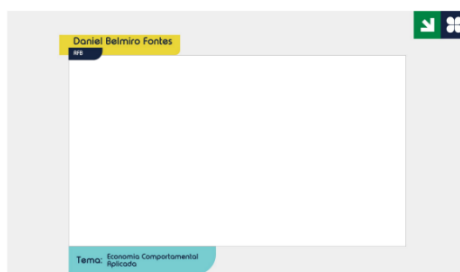 Daniel Belmiro Fontes
RFB
Tema: Economia Comportamental
Aplicada